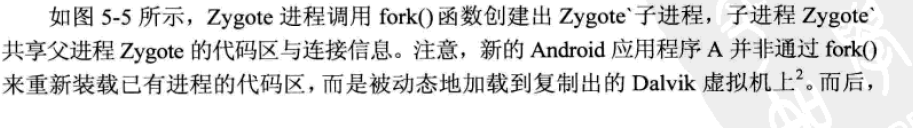 如图 5-5 所示，Zygote 进程调用 fork()函数创建出 Zygote`子进程，子进程 Zygote`
共享父进程 Zygote 的代码区与连接信息。注意，新的 Android 应用程序 A 并非通过 fork()
来重新装载已有进程的代码区，而是被动态地加载到复制出的 Dalvik 虚拟机上²。而后，